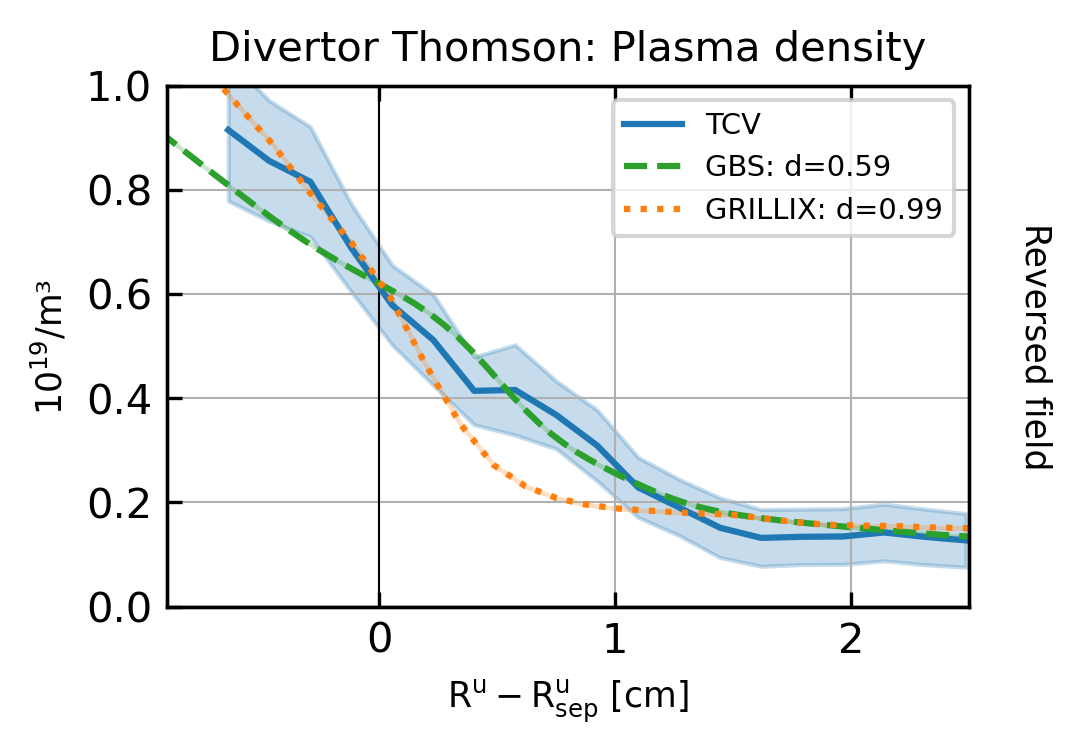 Divertor Thomson: Plasma density
10¹⁹/m³
1.0
0.8
0.6
0.4
0.2
0.0
TCV
GBS: d=0.59
GRILLIX: d=0.99
Reversed field
0 1 2
Rᵘ − Rᵘsep [cm]